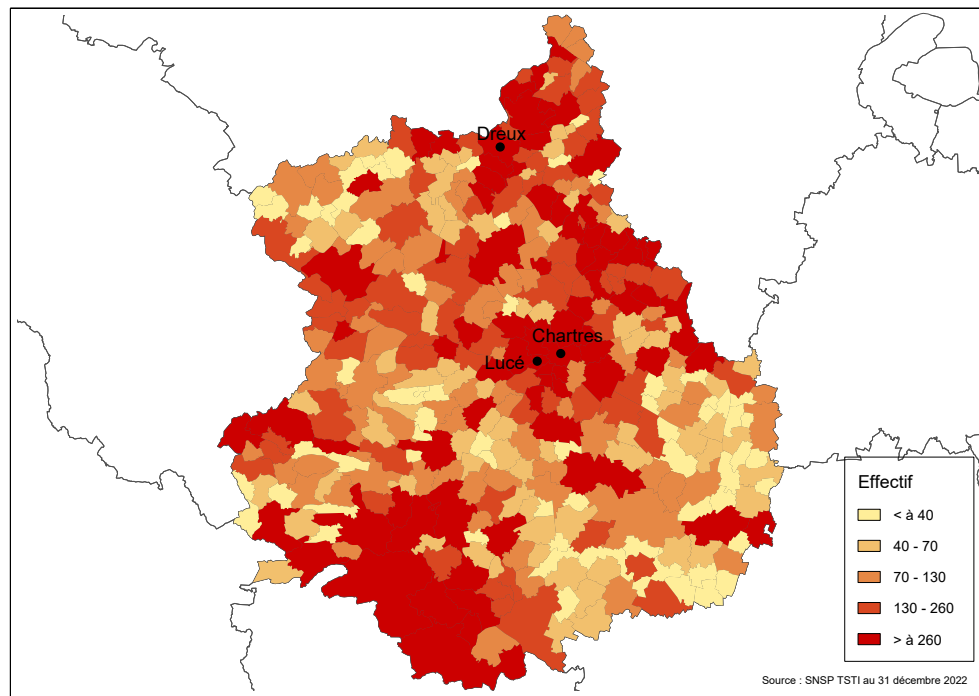 Dreux
Chartres
Lucé
Effectif
< à 40
40 - 70
70 - 130
130 - 260
> à 260
Source : SNSP TSTI au 31 décembre 2022